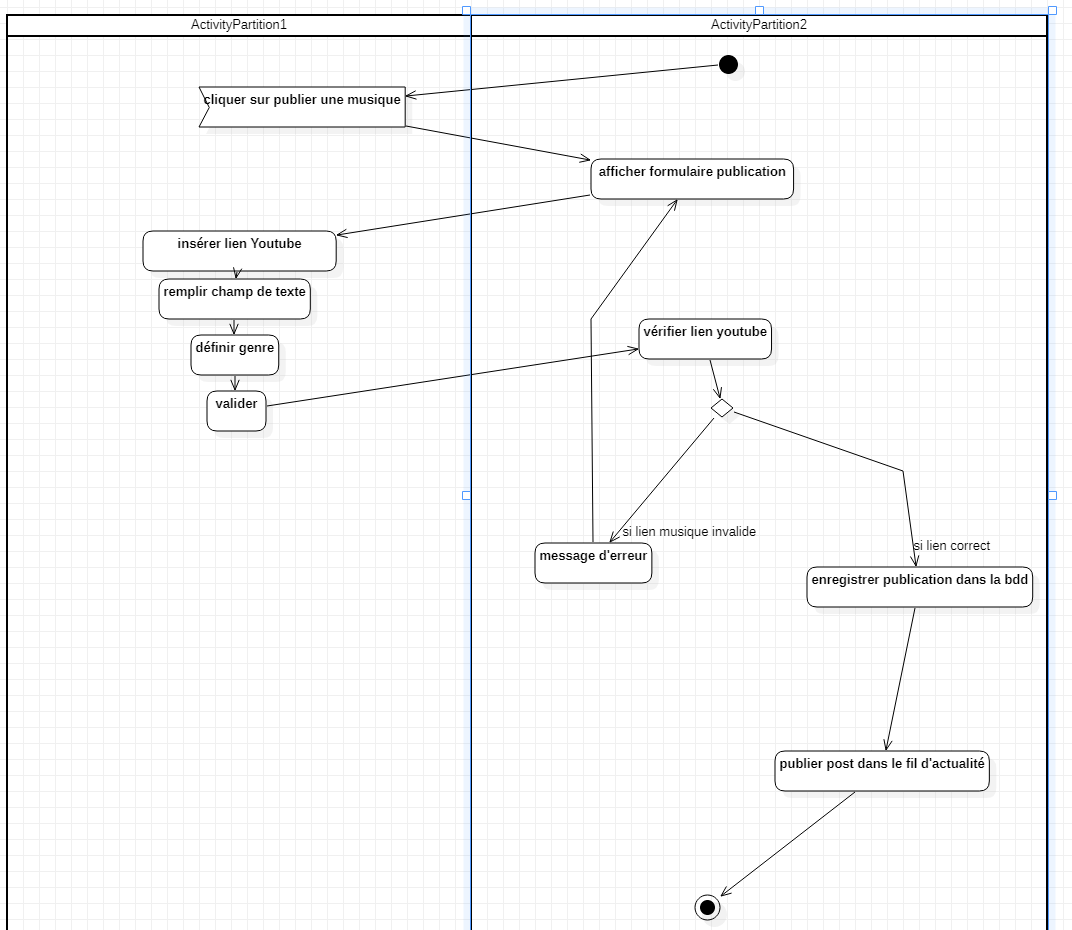 ActivityPartition1
ActivityPartition2
cliquer sur publier une musique
afficher formulaire publication
insérer lien Youtube
remplir champ de texte
définir genre
valider
vérifier lien youtube
si lien musique invalide
si lien correct
message d'erreur
enregistrer publication dans la bdd
publier post dans le fil d'actualité